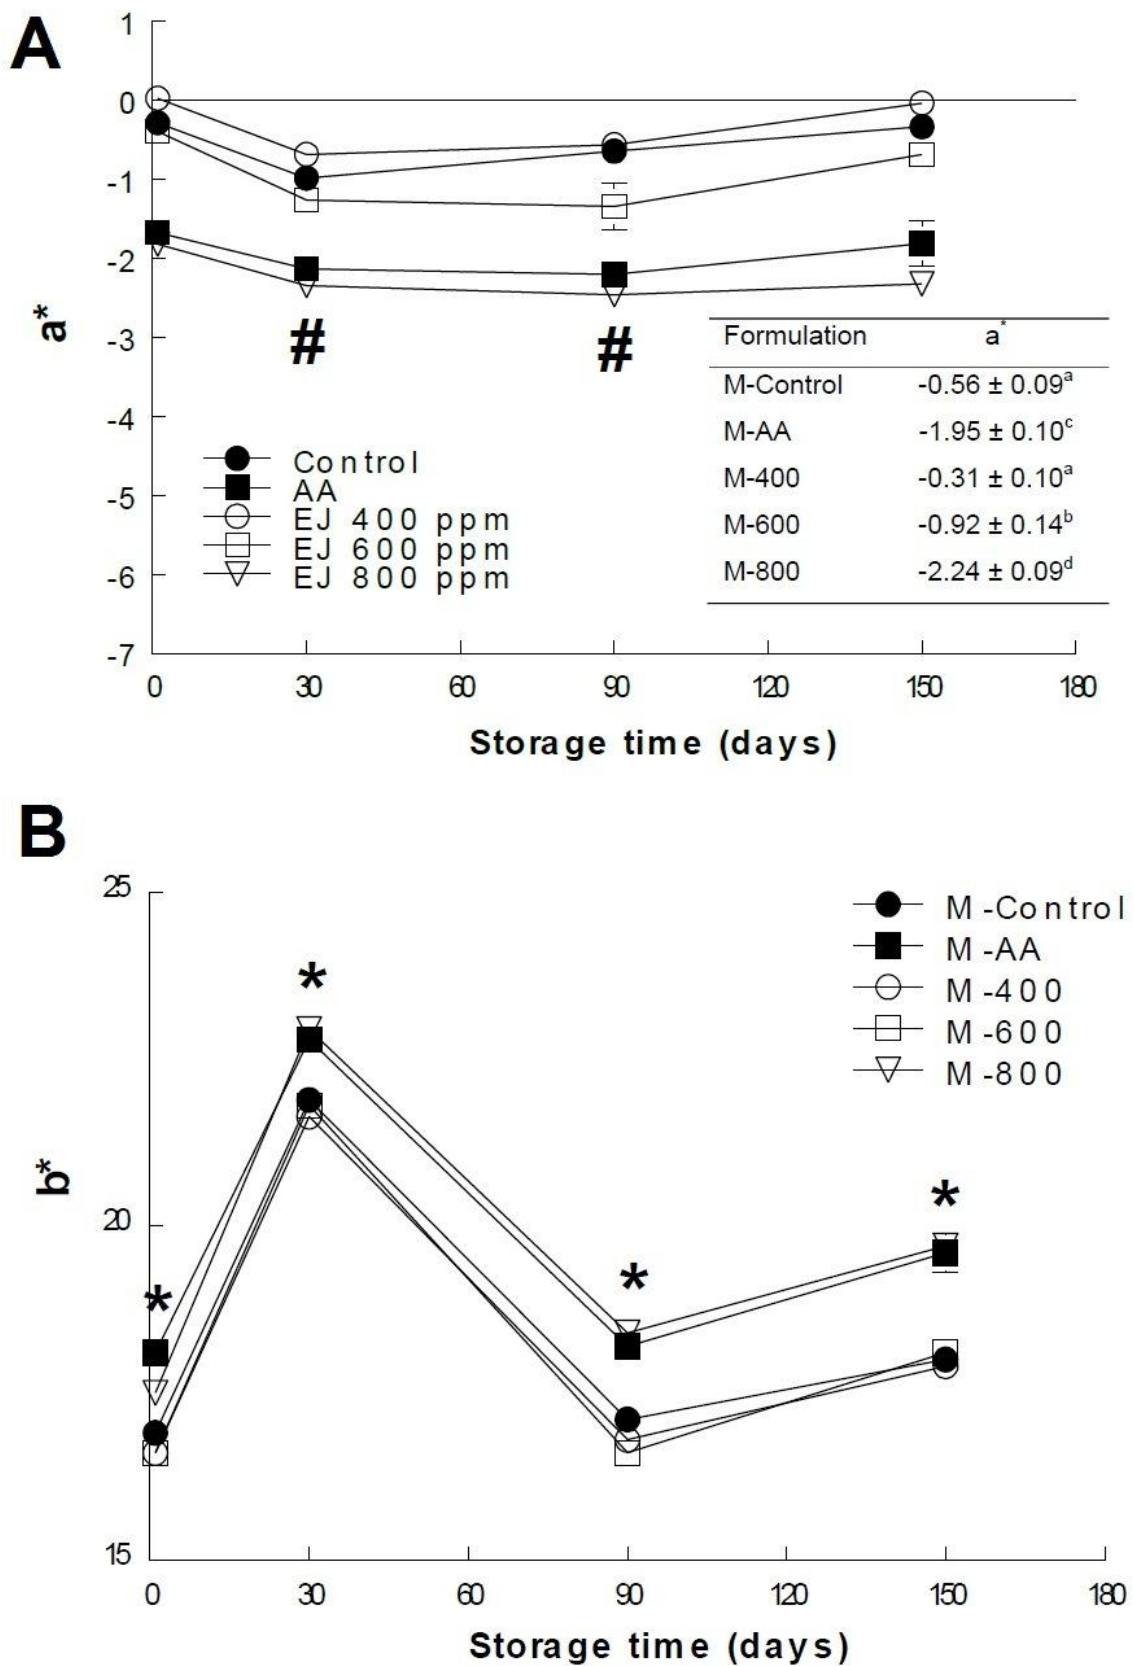 A
1
0
-1
-2
-3
-4
-5
-6
-7
a*
# #
Formulation a*
M-Control -0.56 ± 0.09a
M-AA -1.95 ± 0.10c
M-400 -0.31 ± 0.10a
M-600 -0.92 ± 0.14b
M-800 -2.24 ± 0.09d
Control
AA
EJ 400 ppm
EJ 600 ppm
EJ 800 ppm
0 30 60 90 120 150 180
Storage time (days)
B
25
20
15
b*
* * * *
M-Control
M-AA
M-400
M-600
M-800
0 30 60 90 120 150 180
Storage time (days)